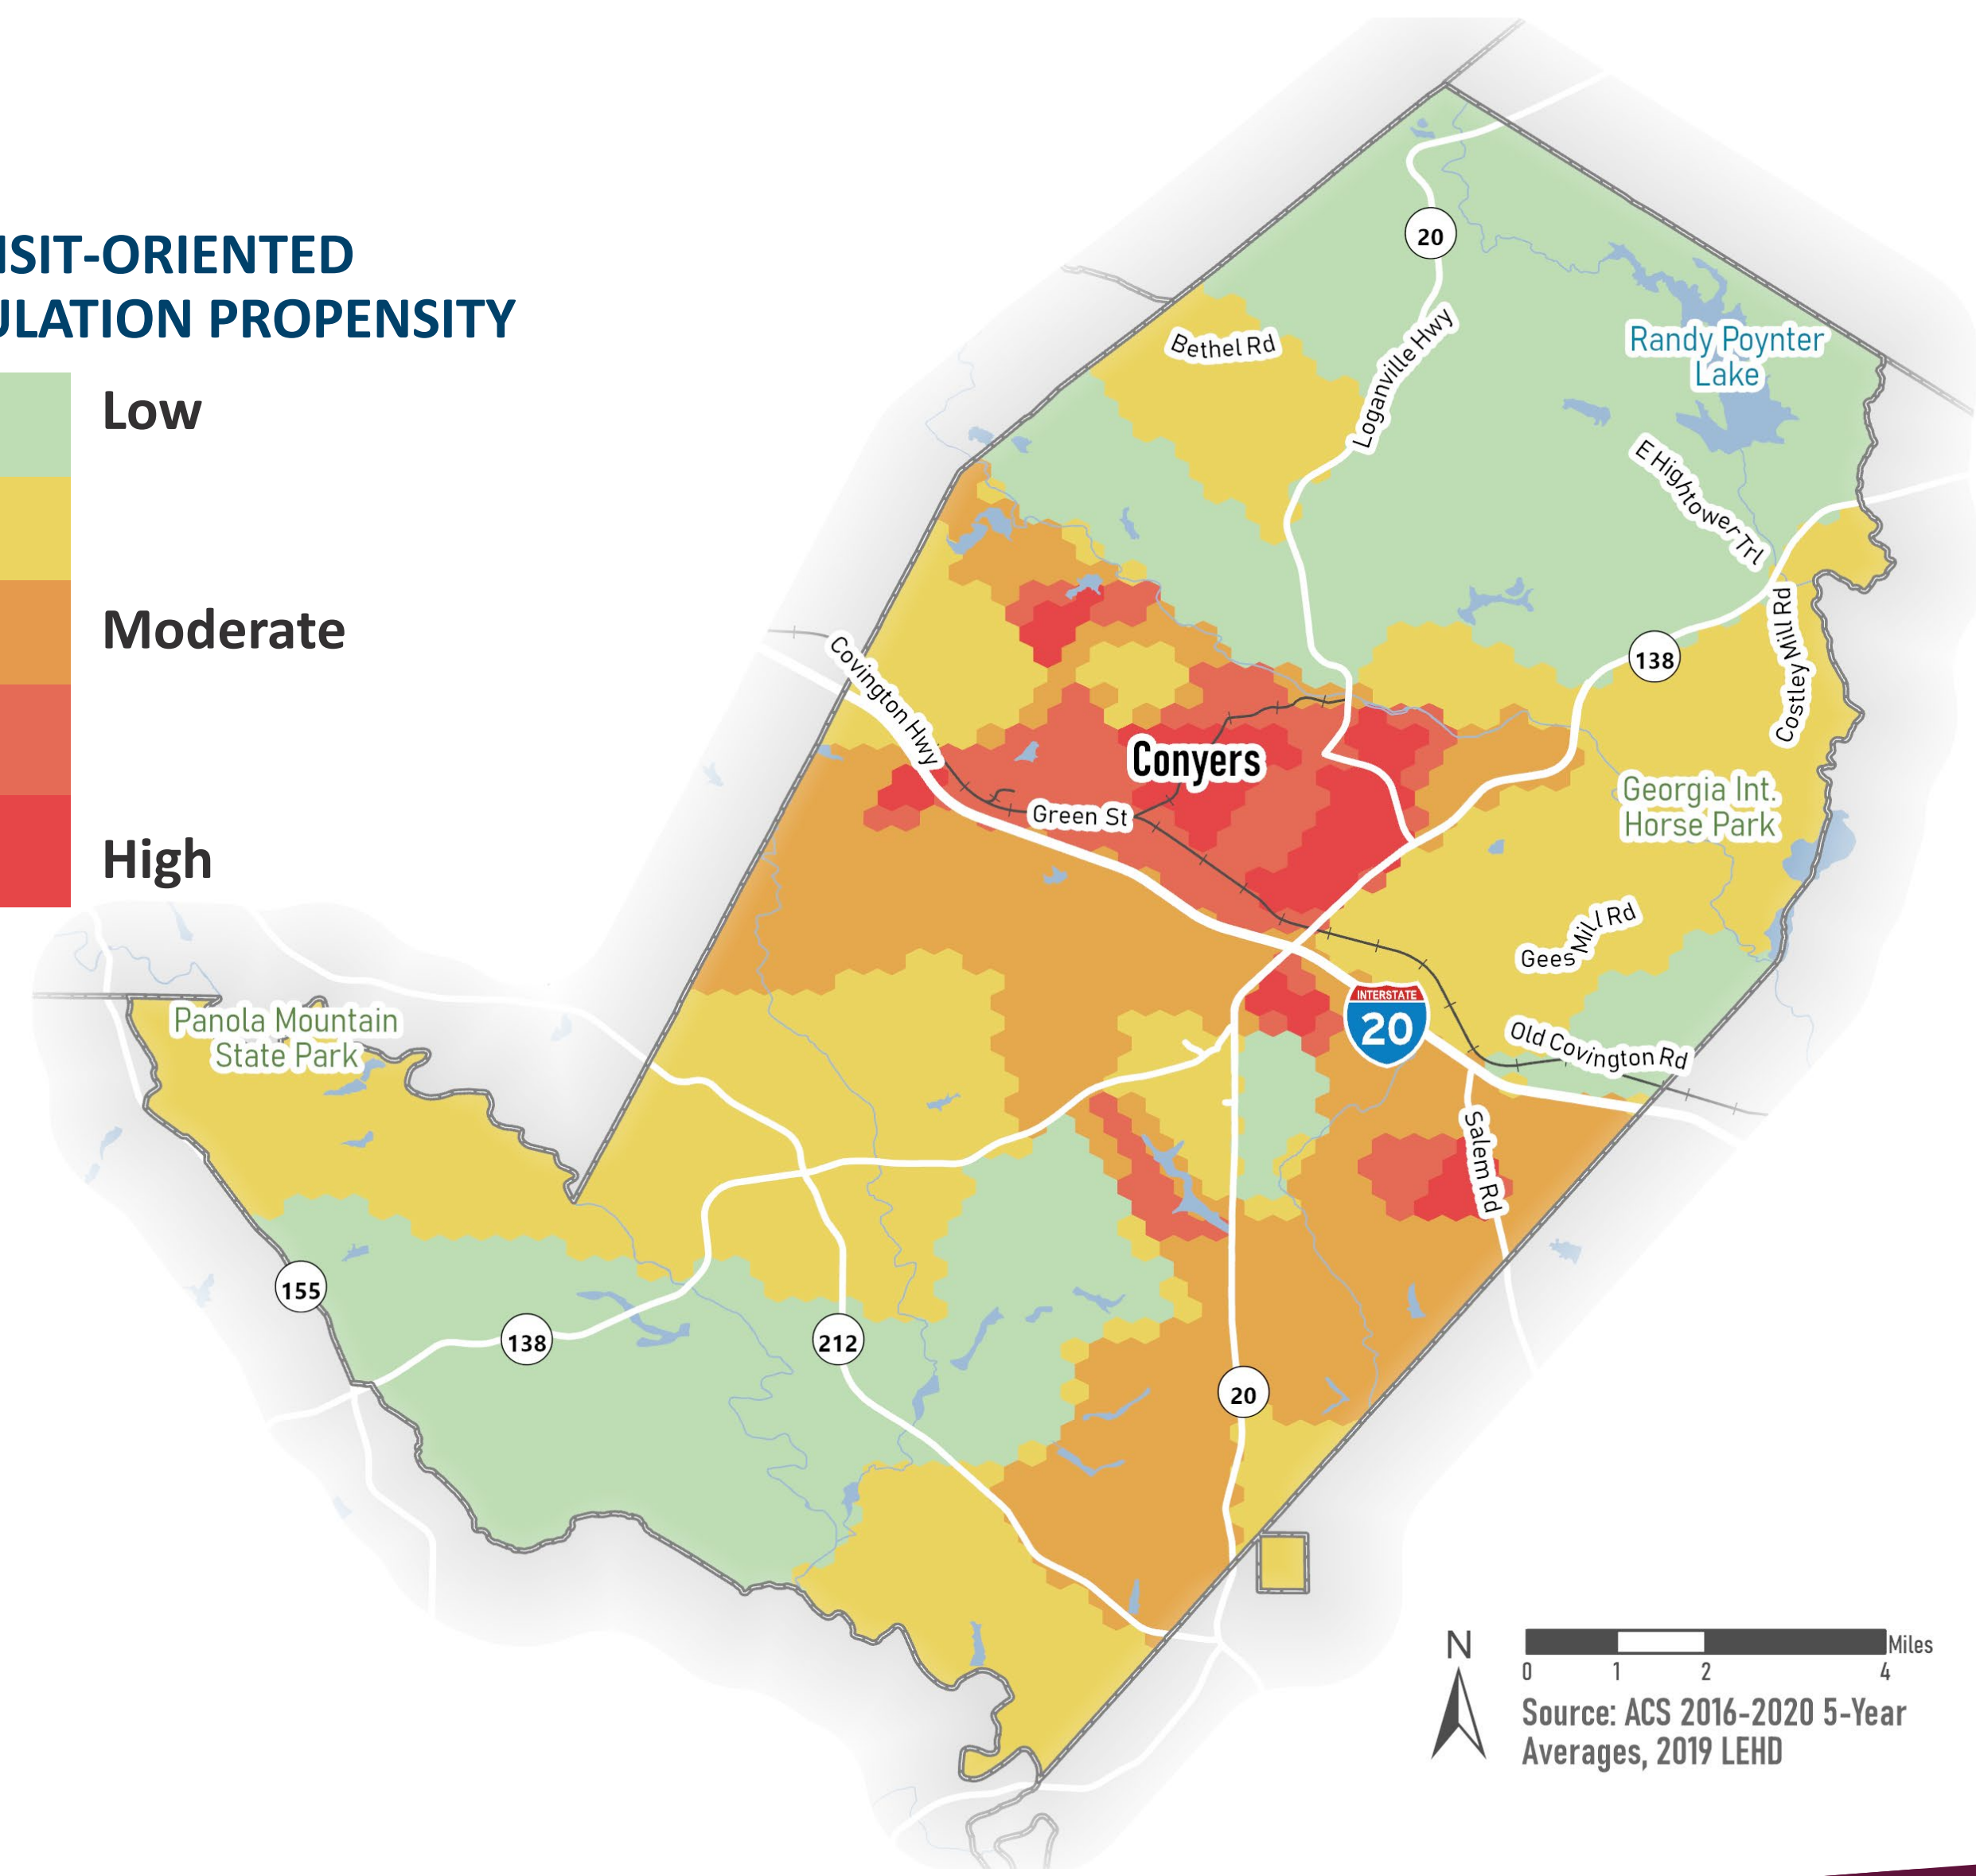 ISIT-ORIENTED
ULATION PROPENSITY
Low
Moderate
High
20
Bethel Rd
Loganville Hwy
Randy Poynter
Lake
E Hightower Trl
Costley Mill Rd
138
Covington Hwy
Conyers
Green St
Georgia Int.
Horse Park
Gees Mill Rd
INTERSTATE
20
Old Covington Rd
Panola Mountain
State Park
Salem Rd
155
138
212
20
N
Miles
0 1 2 4
Source: ACS 2016-2020 5-Year
Averages, 2019 LEHD